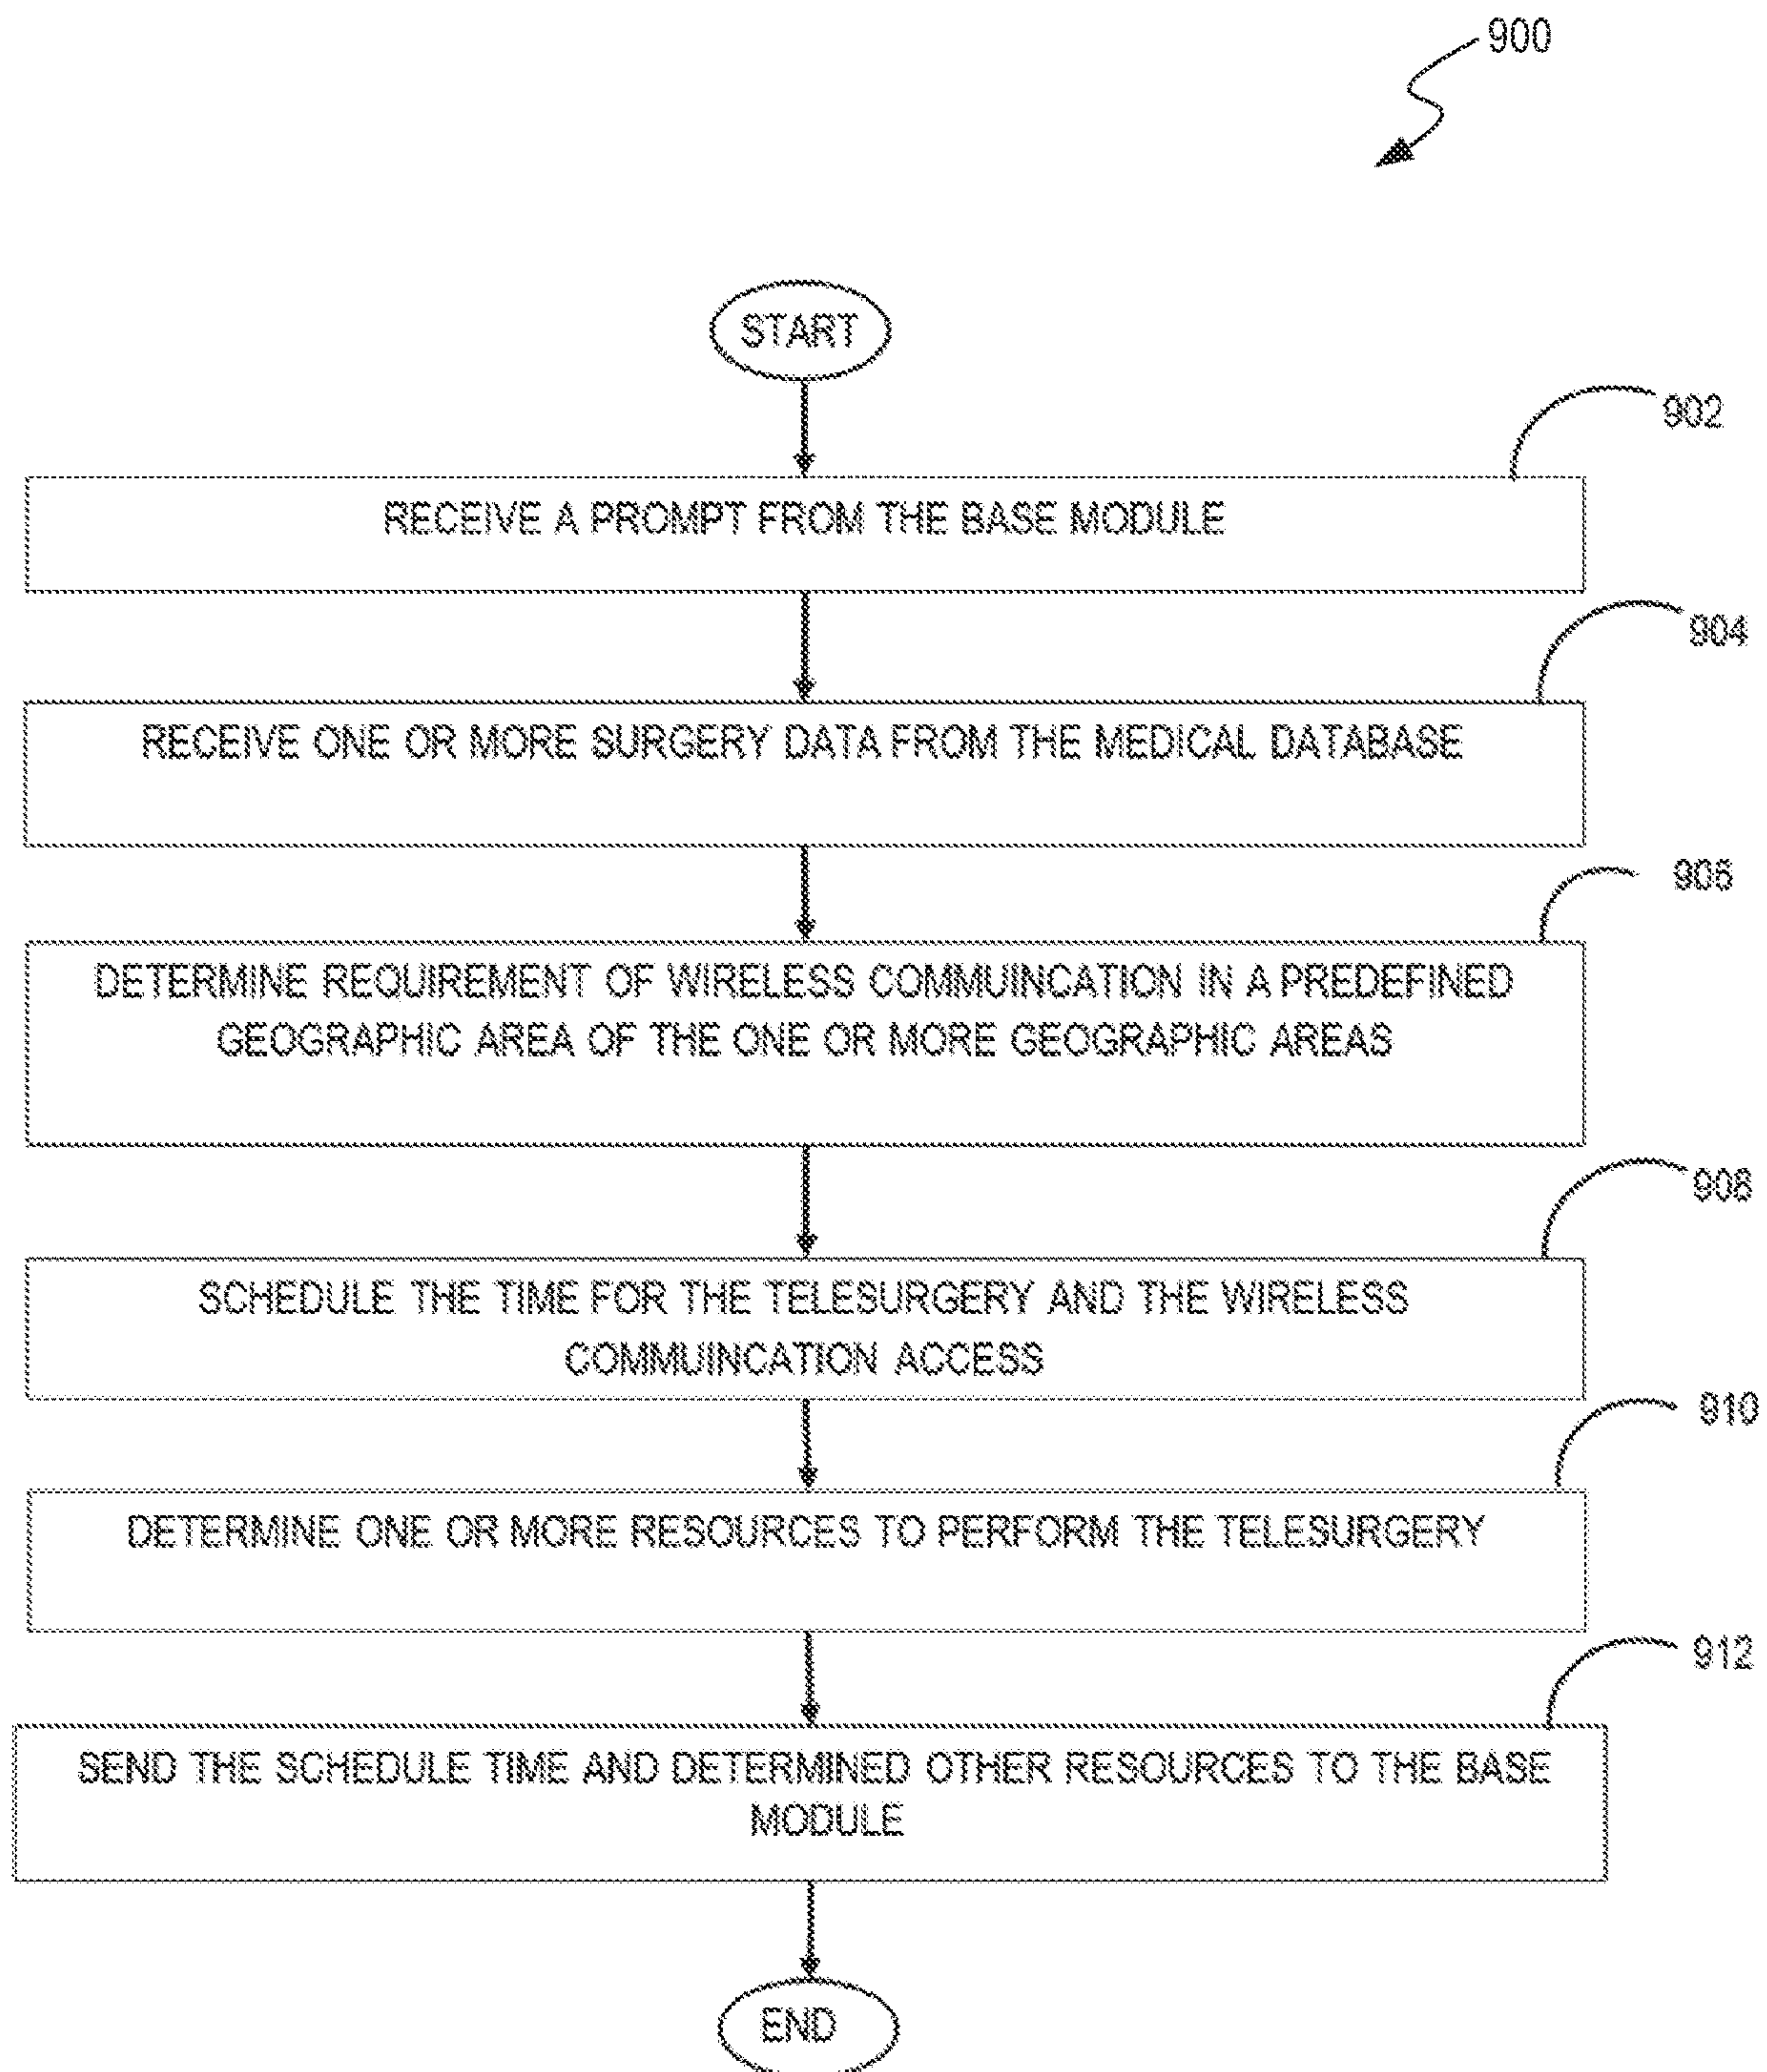 900
START
902
RECEIVE A PROMPT FROM THE BASE MODULE
904
RECEIVE ONE OR MORE SURGERY DATA FROM THE MEDICAL DATABASE
906
DETERMINE REQUIREMENT OF WIRELESS COMMUINCATION IN A PREDEFINED
GEOGRAPHIC AREA OF THE ONE OR MORE GEOGRAPHIC AREAS
908
SCHEDULE THE TIME FOR THE TELESURGERY AND THE WIRELESS
COMMUINCATION ACCESS
910
DETERMINE ONE OR MORE RESOURCES TO PERFORM THE TELESURGERY
912
SEND THE SCHEDULE TIME AND DETERMINED OTHER RESOURCES TO THE BASE
MODULE
END